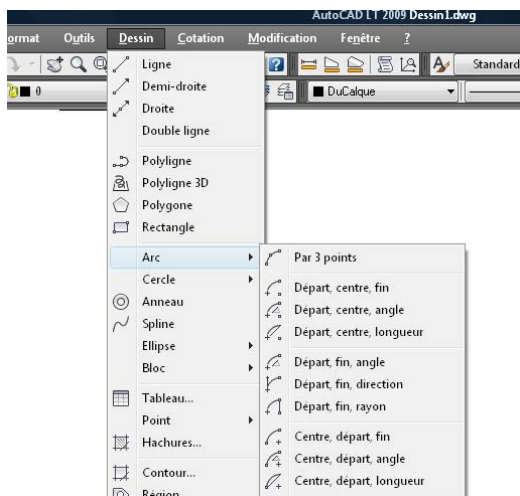 AutoCAD LT 2009 Dessin1.dwg
ormat Outils Dessin Cotation Modification Fenêtre ?
Standard
0 DuCalque
Ligne
Demi-droite
Droite
Double ligne
Polyligne
Polyligne 3D
Polygone
Rectangle
Arc
Cercle
Anneau
Spline
Ellipse
Bloc
Tableau...
Point
Hachures...
Contour...
Région
Par 3 points
Départ, centre, fin
Départ, centre, angle
Départ, centre, longueur
Départ, fin, angle
Départ, fin, direction
Départ, fin, rayon
Centre, départ, fin
Centre, départ, angle
Centre, départ, longueur